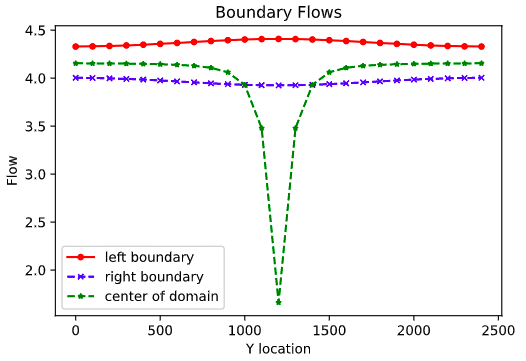 Boundary Flows
4.5
4.0
3.5
3.0
2.5
2.0
Flow
left boundary
right boundary
center of domain
0
500
1000
1500
2000
2500
Y location